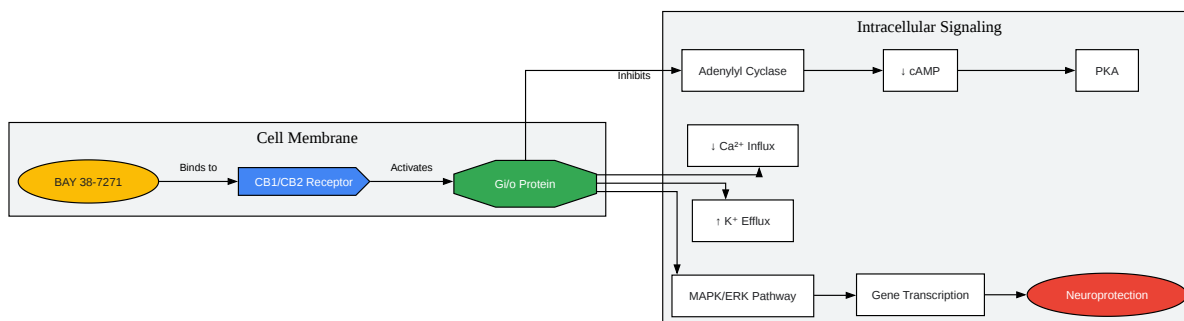 Intracellular Signaling
Inhibits
Adenylyl Cyclase
↓ cAMP
PKA
Cell Membrane
BAY 38-7271
Binds to
CB1/CB2 Receptor
Activates
Gi/o Protein
↓ Ca²⁺ Influx
↑ K⁺ Efflux
MAPK/ERK Pathway
Gene Transcription
Neuroprotection